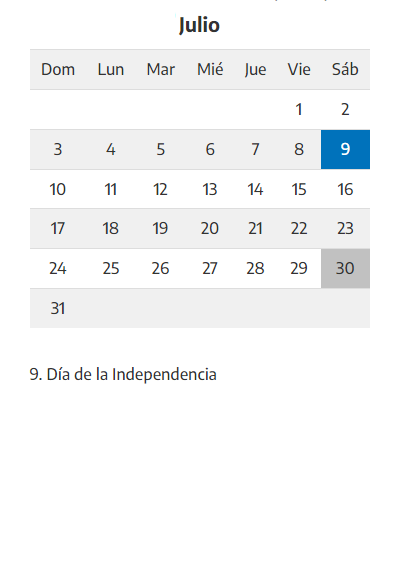 Julio
Dom Lun Mar Mié Jue Vie Sáb
1 2
3 4 5 6 7 8 9
10 11 12 13 14 15 16
17 18 19 20 21 22 23
24 25 26 27 28 29 30
31
9. Día de la Independencia